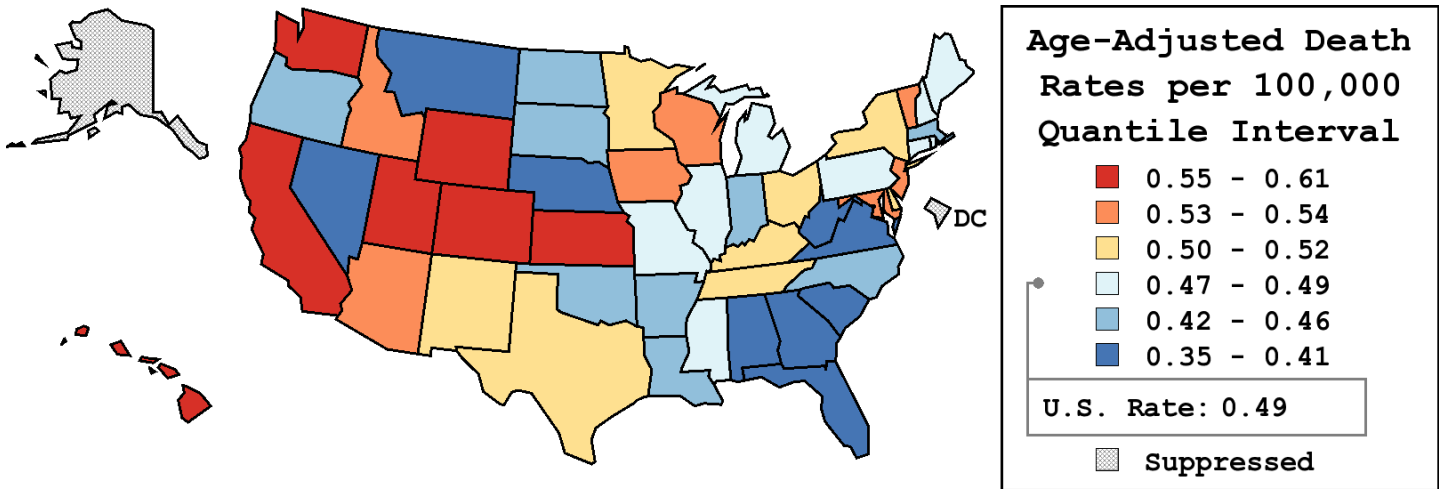 DC
Age-Adjusted Death
Rates per 100,000
Quantile Interval
0.55 - 0.61
0.53 - 0.54
0.50 - 0.52
0.47 - 0.49
0.42 - 0.46
0.35 - 0.41
U.S. Rate: 0.49
Suppressed